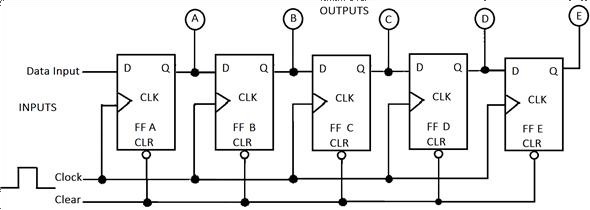 OUTPUTS
A B C D E
Data Input D Q D Q D Q D Q D Q
INPUTS CLK CLK CLK CLK CLK
FF A FF B FF C FF D FF E
CLR CLR CLR CLR CLR
Clock
Clear